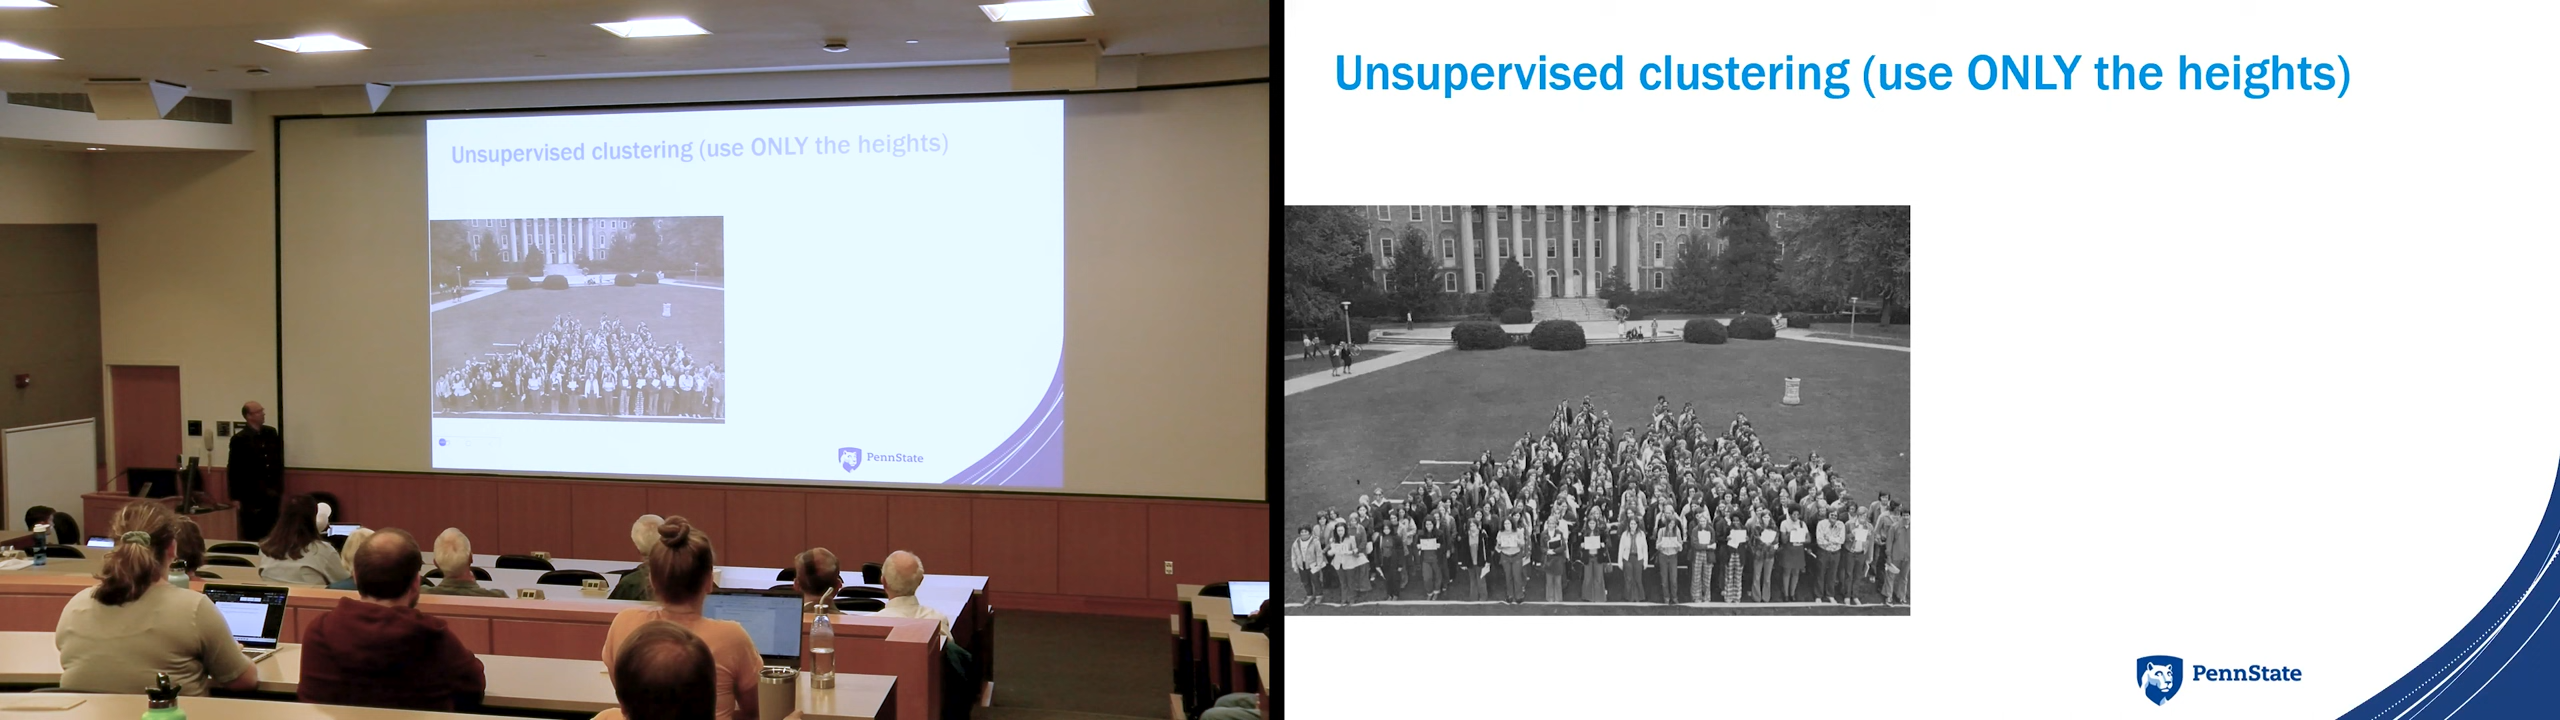 Unsupervised clustering (use ONLY the heights)
PennState
Unsupervised clustering (use ONLY the heights)
PennState